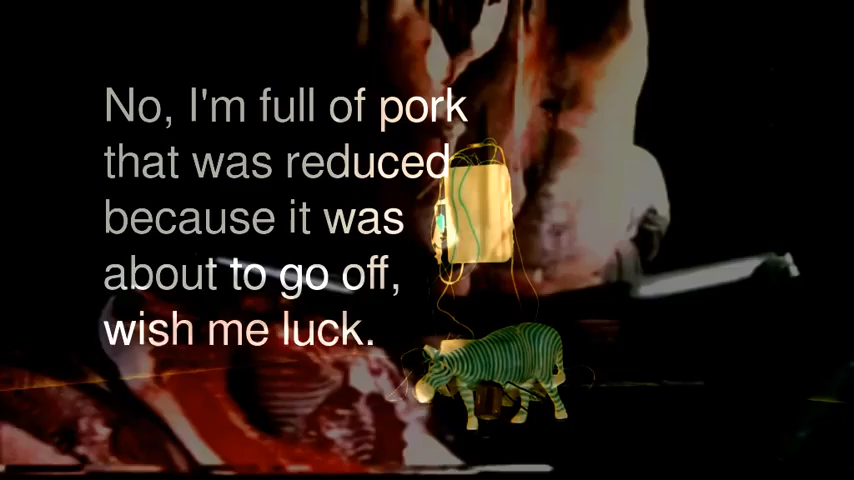 No, I'm full of pork
that was reduced
because it was
about to go off,
wish me luck.